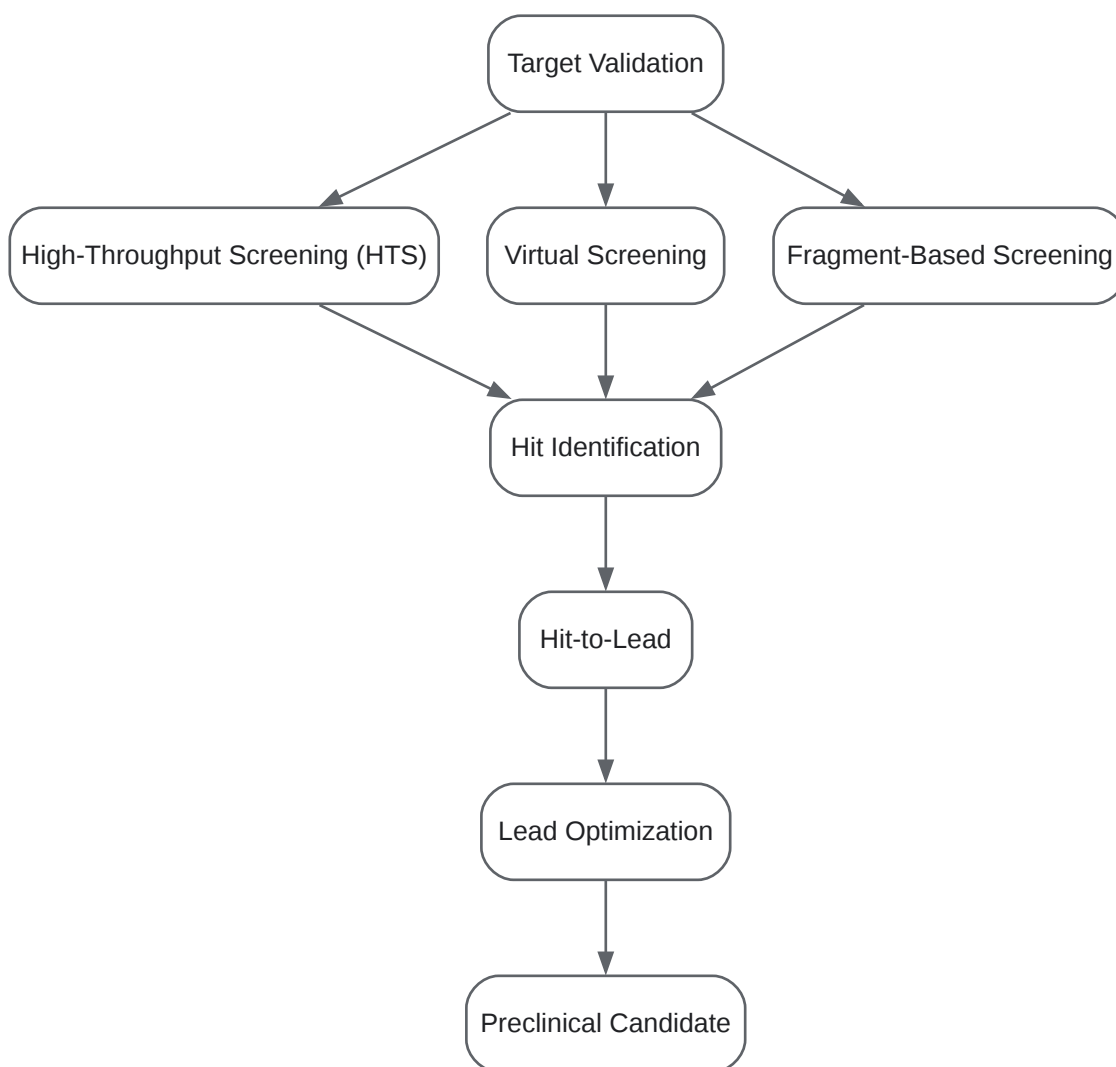 Target Validation
High-Throughput Screening (HTS)
Virtual Screening
Fragment-Based Screening
Hit Identification
Hit-to-Lead
Lead Optimization
Preclinical Candidate